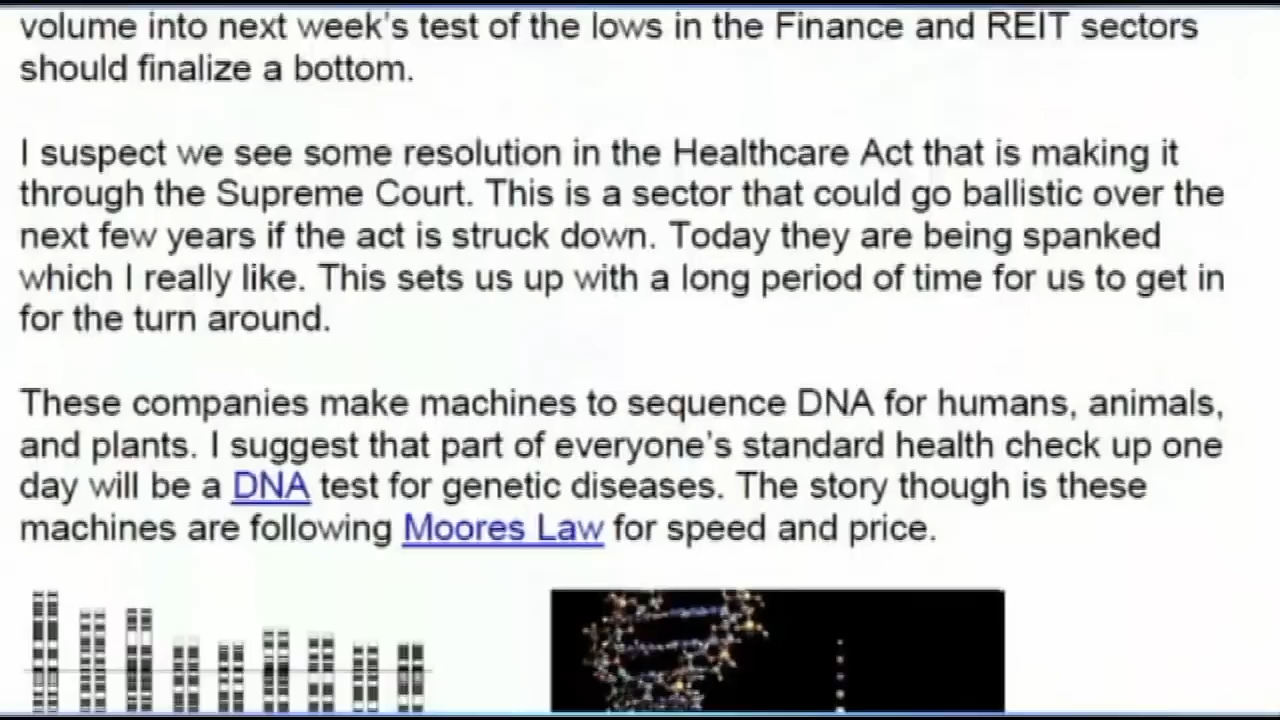 volume into next week's test of the lows in the Finance and REIT sectors
should finalize a bottom.
I suspect we see some resolution in the Healthcare Act that is making it
through the Supreme Court. This is a sector that could go ballistic over the
next few years if the act is struck down. Today they are being spanked
which I really like. This sets us up with a long period of time for us to get in
for the turn around.
These companies make machines to sequence DNA for humans, animals,
and plants. I suggest that part of everyone's standard health check up one
day will be a DNA test for genetic diseases. The story though is these
machines are following Moores Law for speed and price.